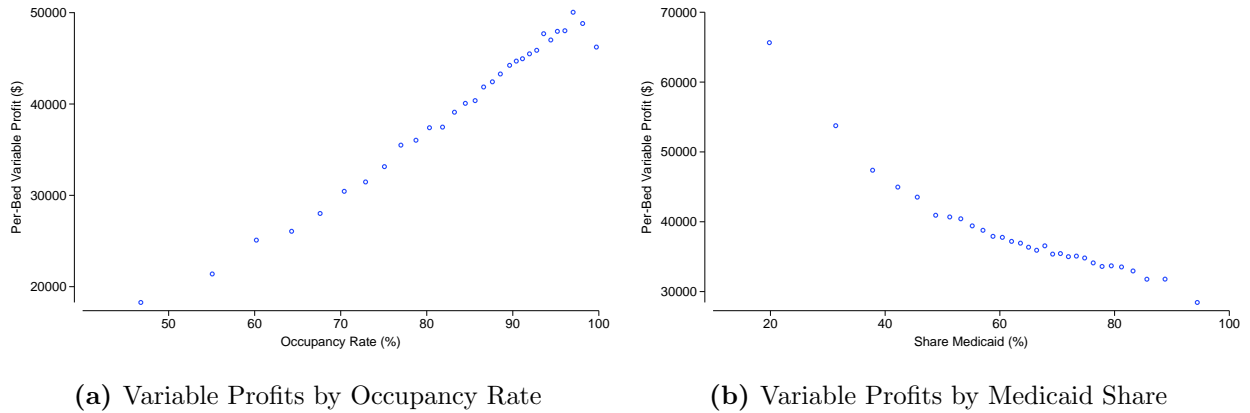 50000
40000
30000
20000
Per-Bed Variable Profit ($)
50 60 70 80 90 100
Occupancy Rate (%)
(a) Variable Profits by Occupancy Rate
70000
60000
50000
40000
30000
Per-Bed Variable Profit ($)
20 40 60 80 100
Share Medicaid (%)
(b) Variable Profits by Medicaid Share